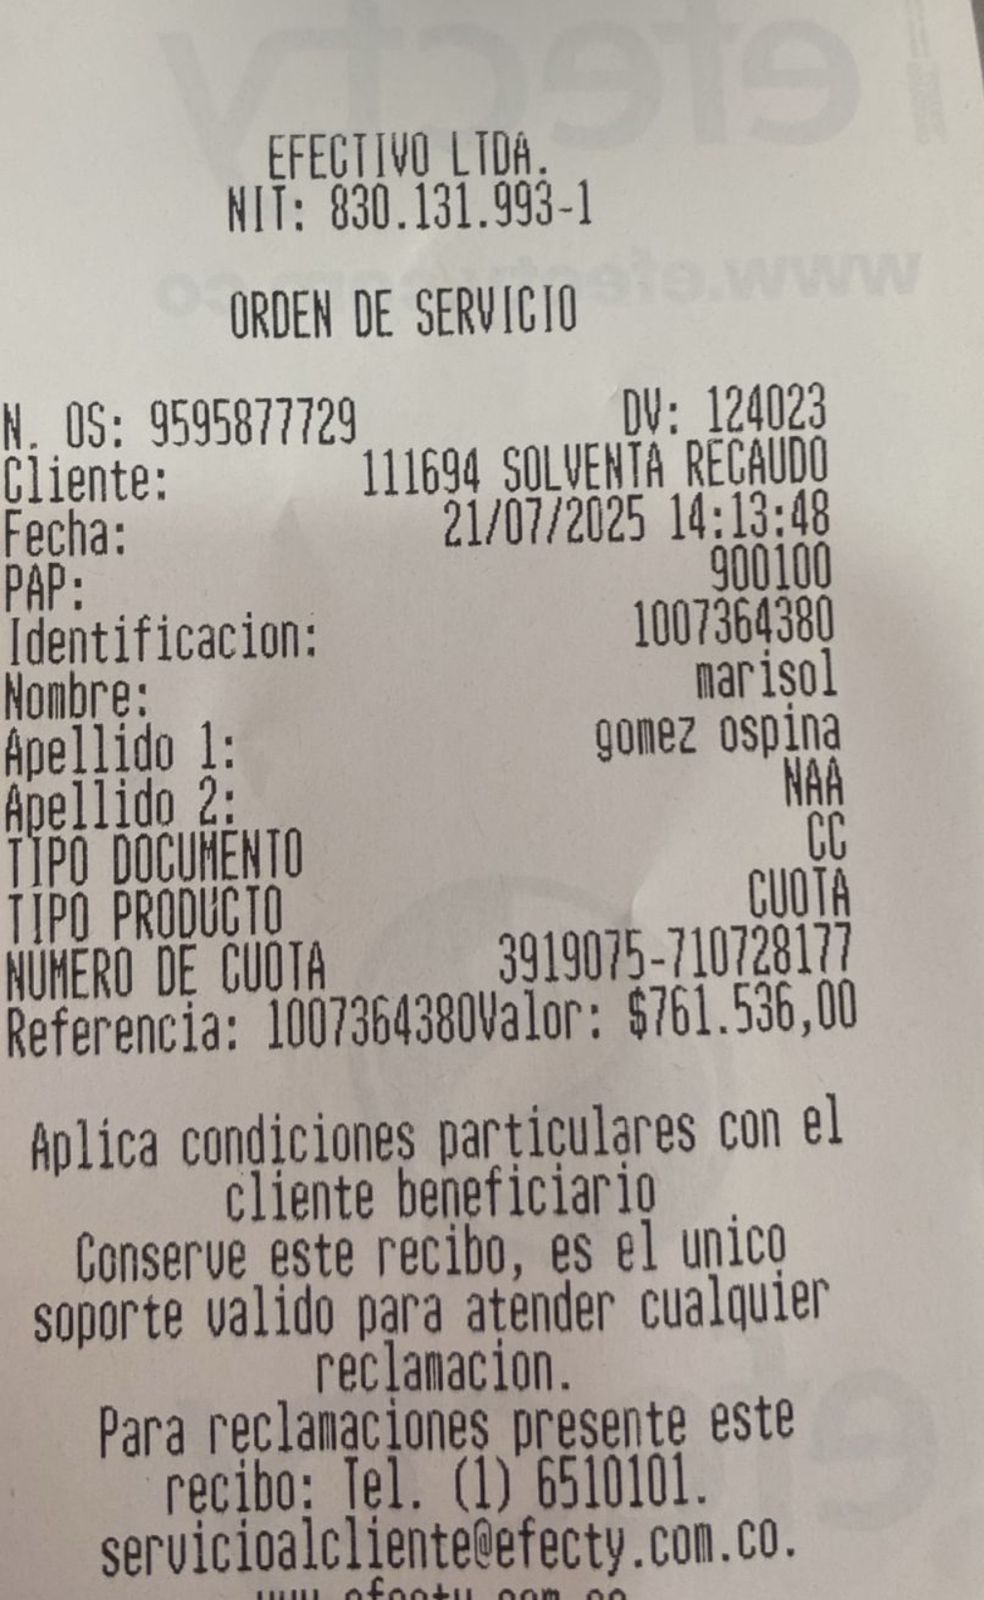 EFECTIVO LTDA.
NIT: 830.131.993-1
ORDEN DE SERVICIO
N. OS: 9595877729 DV: 124023
Cliente: 111694 SOLVENTA RECAUDO
Fecha: 21/07/2025 14:13:48
PAP: 900100
Identificacion: 1007364380
Nombre: marisol
Apellido 1: gomez ospina
Apellido 2: NAA
TIPO DOCUMENTO CC
TIPO PRODUCTO CUOTA
NUMERO DE CUOTA 3919075-710728177
Referencia: 1007364380Valor: $761.536,00
Aplica condiciones particulares con el
cliente beneficiario
Conserve este recibo, es el unico
soporte valido para atender cualquier
reclamacion.
Para reclamaciones presente este
recibo: Tel. (1) 6510101.
servicioalcliente@efecty.com.co.
www.efecty.com.co